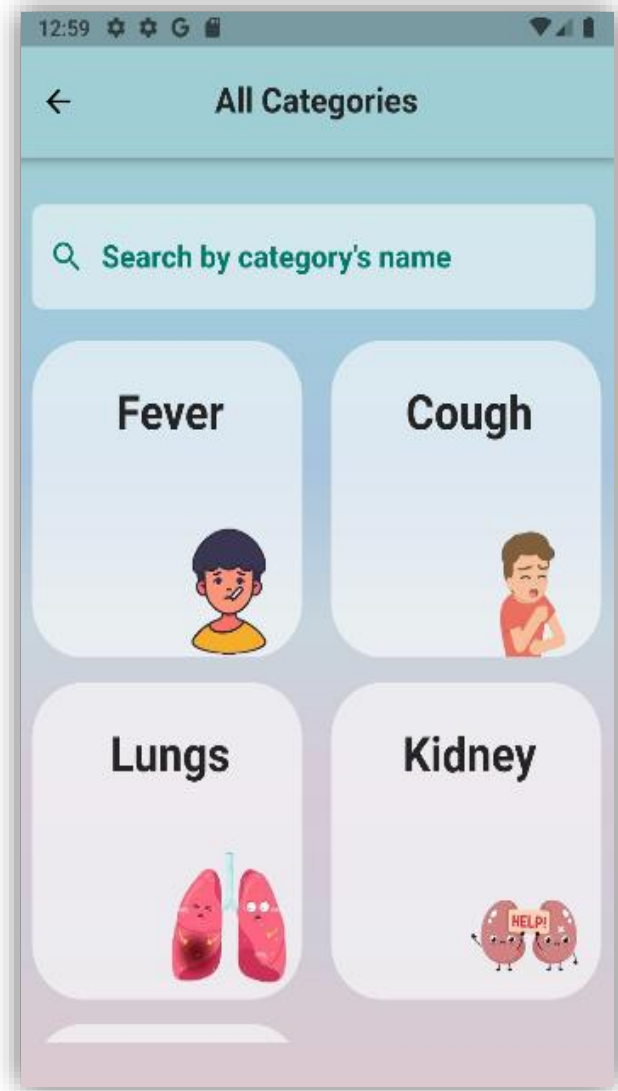 12:59 G
All Categories
Search by category's name
Fever
Cough
Lungs
Kidney
HELP!